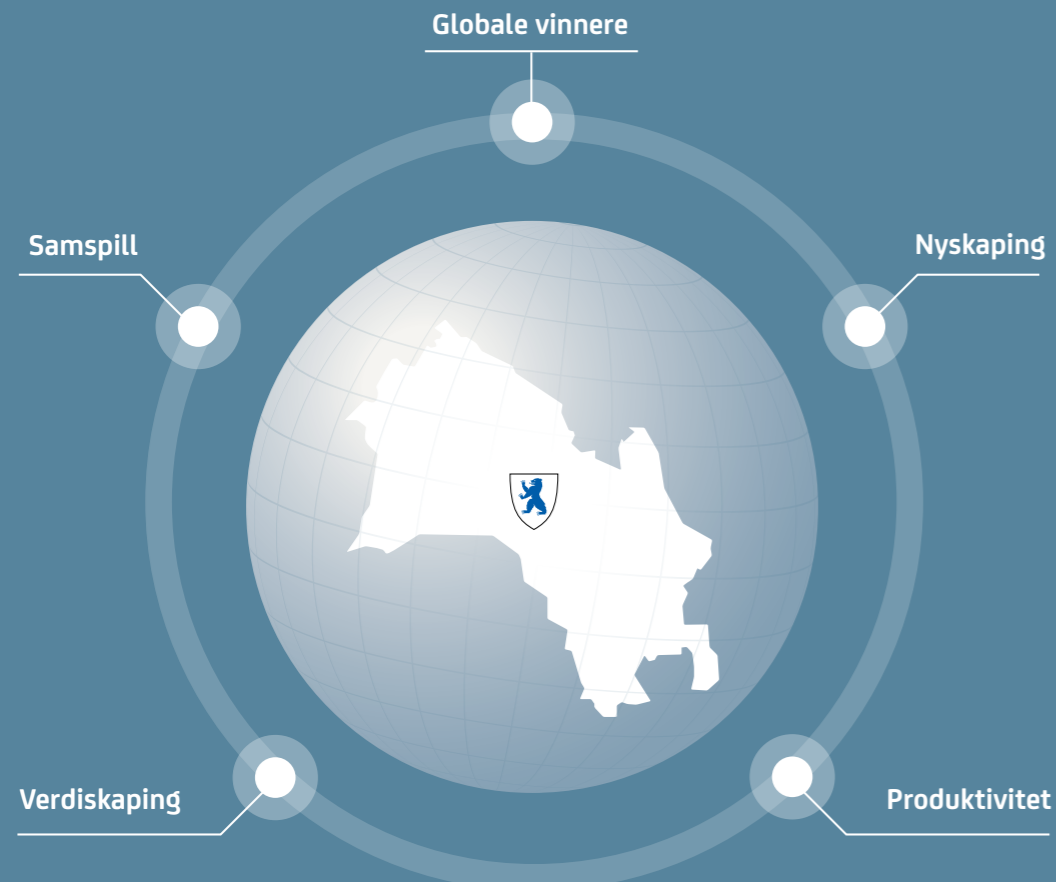 Globale vinnere
Samspill
Nyskaping
Verdiskaping
Produktivitet